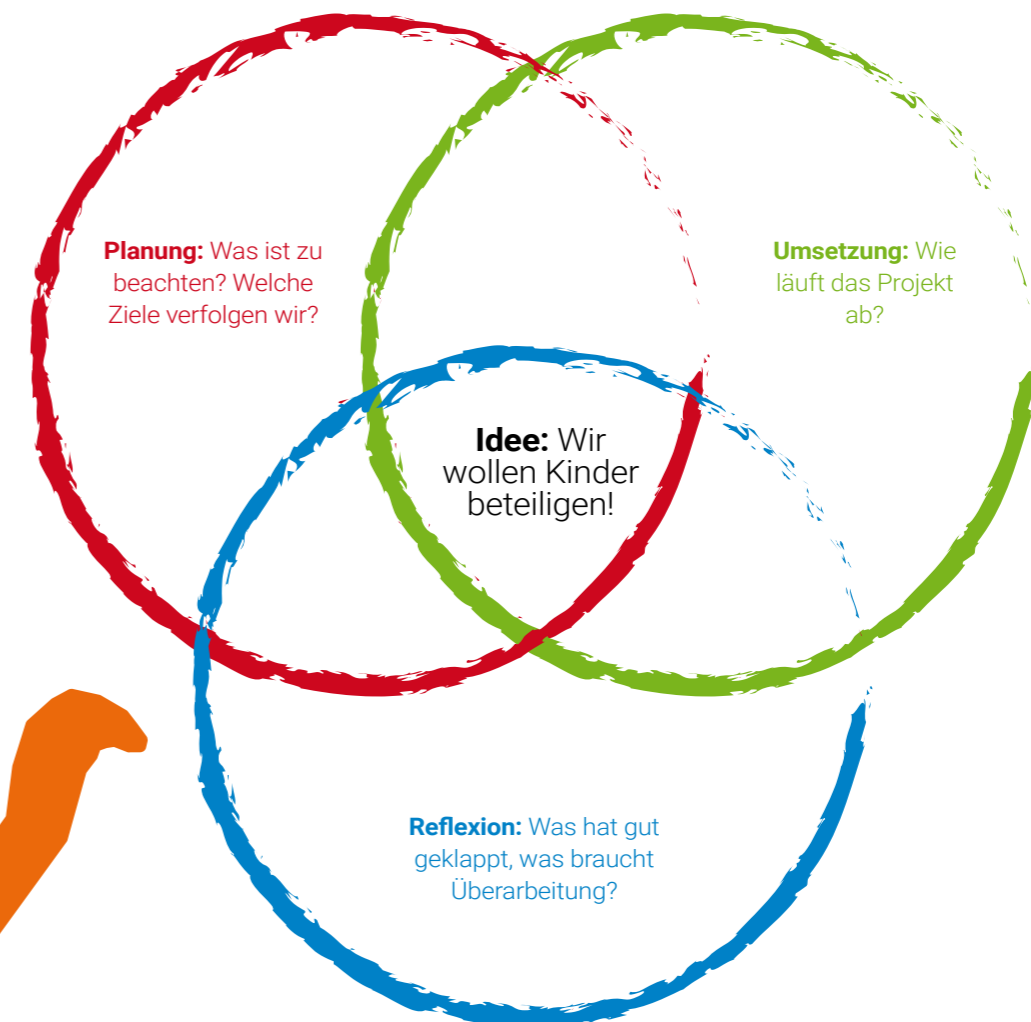 Planung: Was ist zu
beachten? Welche
Ziele verfolgen wir?
Umsetzung: Wie
läuft das Projekt
ab?
Idee: Wir
wollen Kinder
beteiligen!
Reflexion: Was hat gut
geklappt, was braucht
Überarbeitung?